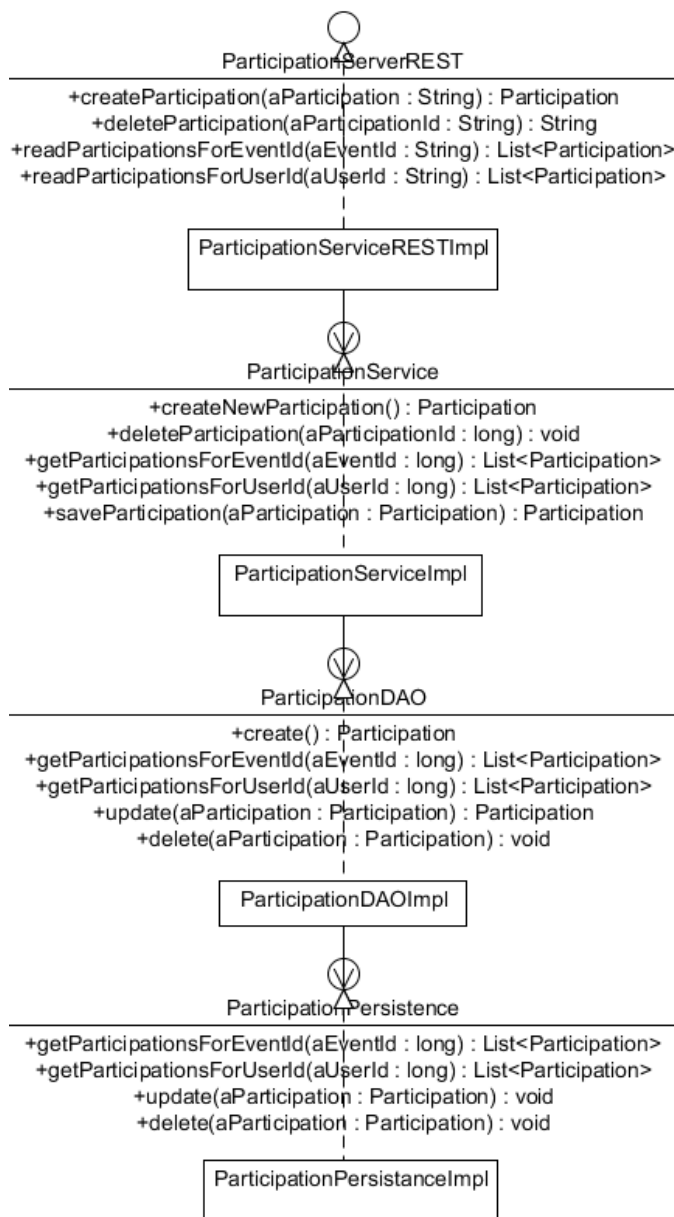 ParticipationServerREST
+createParticipation(aParticipation : String) : Participation
+deleteParticipation(aParticipationId : String) : String
+readParticipationsForEventId(aEventId : String) : List<Participation>
+readParticipationsForUserId(aUserId : String) : List<Participation>
ParticipationServiceRESTImpl
ParticipationService
+createNewParticipation() : Participation
+deleteParticipation(aParticipationId : long) : void
+getParticipationsForEventId(aEventId : long) : List<Participation>
+getParticipationsForUserId(aUserId : long) : List<Participation>
+saveParticipation(aParticipation : Participation) : Participation
ParticipationServiceImpl
ParticipationDAO
+create() : Participation
+getParticipationsForEventId(aEventId : long) : List<Participation>
+getParticipationsForUserId(aUserId : long) : List<Participation>
+update(aParticipation : Participation) : Participation
+delete(aParticipation : Participation) : void
ParticipationDAOImpl
ParticipationPersistence
+getParticipationsForEventId(aEventId : long) : List<Participation>
+getParticipationsForUserId(aUserId : long) : List<Participation>
+update(aParticipation : Participation) : void
+delete(aParticipation : Participation) : void
ParticipationPersistanceImpl